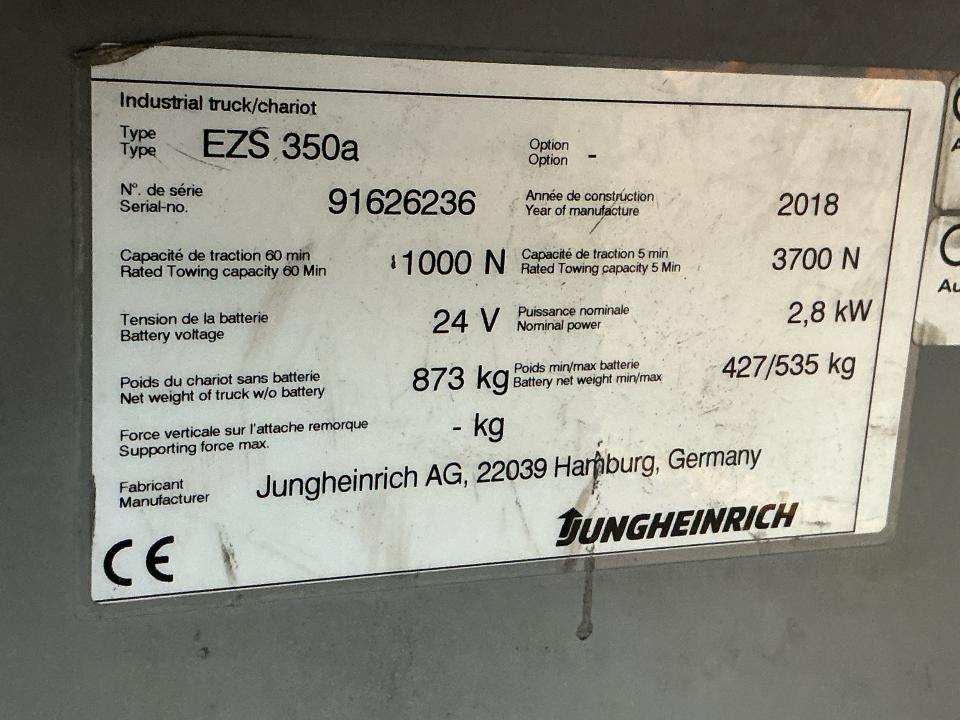 Industrial truck/chariot
Type
Type
EZS 350a
Option
Option
-
N°. de série
Serial-no.
91626236
Année de construction
Year of manufacture
2018
Capacité de traction 60 min
Rated Towing capacity 60 Min
1000 N
Capacité de traction 5 min
Rated Towing capacity 5 Min
3700 N
Tension de la batterie
Battery voltage
24 V
Puissance nominale
Nominal power
2,8 kW
Poids du chariot sans batterie
Net weight of truck w/o battery
873 kg
Poids min/max batterie
Battery net weight min/max
427/535 kg
Force verticale sur l'attache remorque
Supporting force max.
- kg
Fabricant
Manufacturer
Jungheinrich AG, 22039 Hamburg, Germany
JUNGHEINRICH
CE